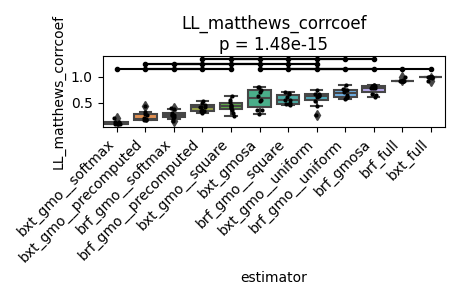 LL_matthews_corrcoef
p = 1.48e-15
LL_matthews_corrcoef
1.0
0.5
bxt_gmo__softmax
bxt_gmo__precomputed
brf_gmo__softmax
brf_gmo__precomputed
bxt_gmo__square
bxt_gmosa
brf_gmo__square
bxt_gmo__uniform
brf_gmo__uniform
brf_gmosa
brf_full
bxt_full
estimator